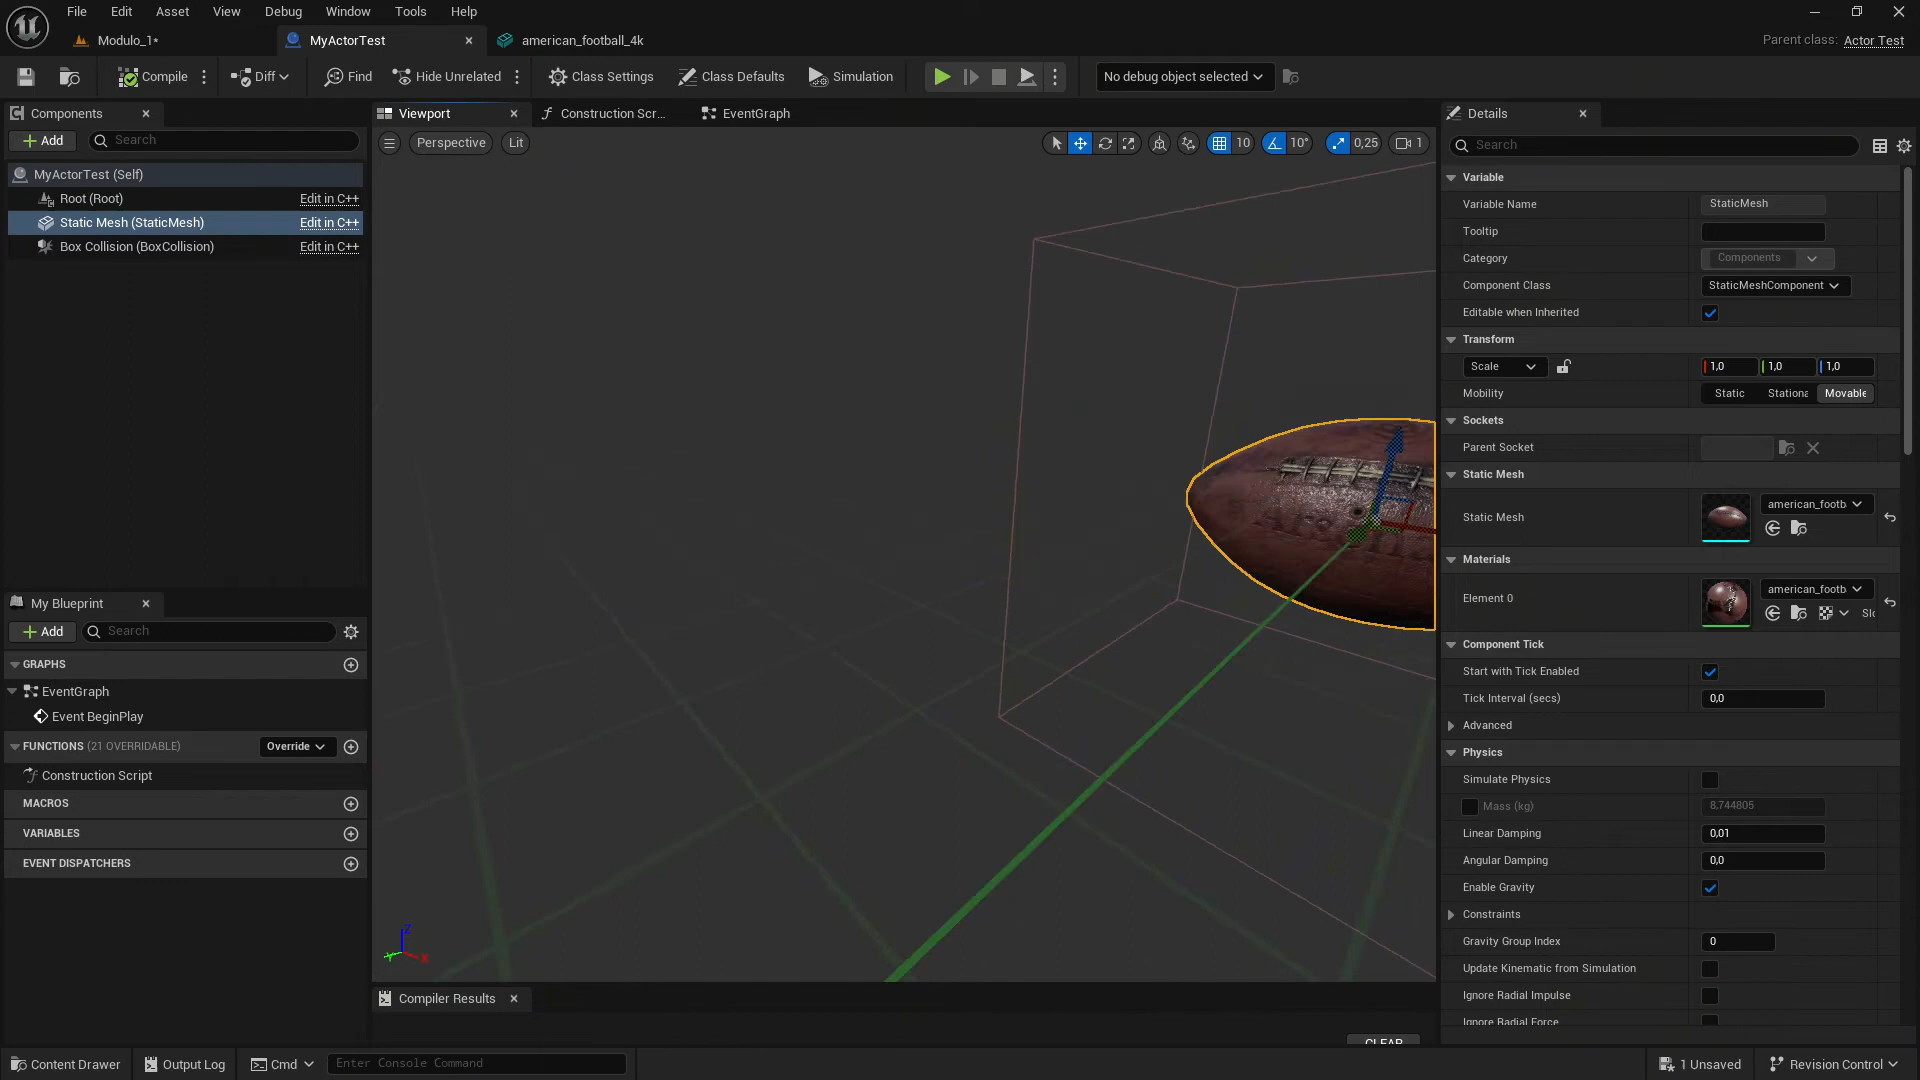 File Edit Asset View Debug Window Tools Help
Modulo_1* MyActorTest american_football_4k
Parent class: Actor Test
Compile Diff Find Hide Unrelated Class Settings Class Defaults Simulation No debug object selected
Components
Add Search
MyActorTest (Self)
Root (Root) Edit in C++
Static Mesh (StaticMesh) Edit in C++
Box Collision (BoxCollision) Edit in C++
My Blueprint
Add Search
GRAPHS
EventGraph
Event BeginPlay
FUNCTIONS (21 OVERRIDABLE) Override
Construction Script
MACROS
VARIABLES
EVENT DISPATCHERS
Viewport Construction Scr... EventGraph
Perspective Lit 10 10° 0,25 1
Z
Y X
Compiler Results
CLEAR
Details
Search
Variable
Variable Name StaticMesh
Tooltip
Category Components
Component Class StaticMeshComponent
Editable when Inherited
Transform
Scale 1,0 1,0 1,0
Mobility Static Stationa Movable
Sockets
Parent Socket
Static Mesh
Static Mesh american_footb
Materials
Element 0 american_footb
Component Tick
Start with Tick Enabled
Tick Interval (secs) 0,0
Advanced
Physics
Simulate Physics
Mass (kg) 8,744805
Linear Damping 0,01
Angular Damping 0,0
Enable Gravity
Constraints
Gravity Group Index 0
Update Kinematic from Simulation
Ignore Radial Impulse
Ignore Radial Force
Content Drawer Output Log Cmd Enter Console Command 1 Unsaved Revision Control